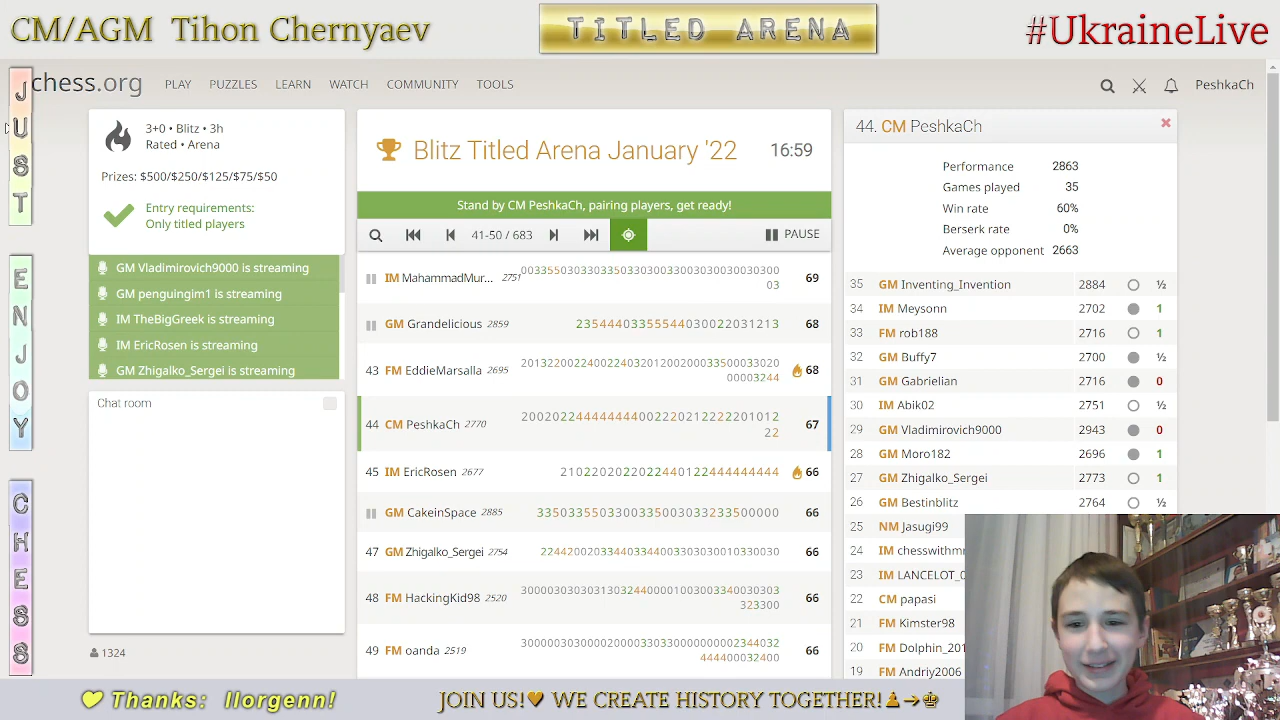 CM/AGM Tihon Chernyaev
TITLED ARENA
#UkraineLive
JUST
ENJOY
CHESS
chess.org
PLAY PUZZLES LEARN WATCH COMMUNITY TOOLS
PeshkaCh
3+0 • Blitz • 3h
Rated • Arena
Prizes: $500/$250/$125/$75/$50
Entry requirements:
Only titled players
GM Vladimirovich9000 is streaming
GM penguingim1 is streaming
IM TheBigGreek is streaming
IM EricRosen is streaming
GM Zhigalko_Sergei is streaming
Chat room
1324
Blitz Titled Arena January '22 16:59
Stand by CM PeshkaCh, pairing players, get ready!
41-50 / 683 PAUSE
IM MahammadMur... 2751 69
GM Grandelicious 2859 23544403355544030022031213 68
43 FM EddieMarsalla 2695 68
44 CM PeshkaCh 2770 67
45 IM EricRosen 2677 66
GM CakeinSpace 2885 66
47 GM Zhigalko_Sergei 2754 66
48 FM HackingKid98 2520 66
49 FM oanda 2519 66
44. CM PeshkaCh
Performance 2863
Games played 35
Win rate 60%
Berserk rate 0%
Average opponent 2663
35 GM Inventing_Invention 2884 ½
34 IM Meysonn 2702 1
33 FM rob188 2716 1
32 GM Buffy7 2700 ½
31 GM Gabrielian 2716 0
30 IM Abik02 2751 ½
29 GM Vladimirovich9000 2943 0
28 GM Moro182 2696 1
27 GM Zhigalko_Sergei 2773 1
26 GM Bestinblitz 2764 ½
25 NM Jasugi99
24 IM chesswithmr
23 IM LANCELOT_0
22 CM papasi
21 FM Kimster98
20 FM Dolphin_201
19 FM Andriy2006
Thanks: llorgenn!
JOIN US! WE CREATE HISTORY TOGETHER!